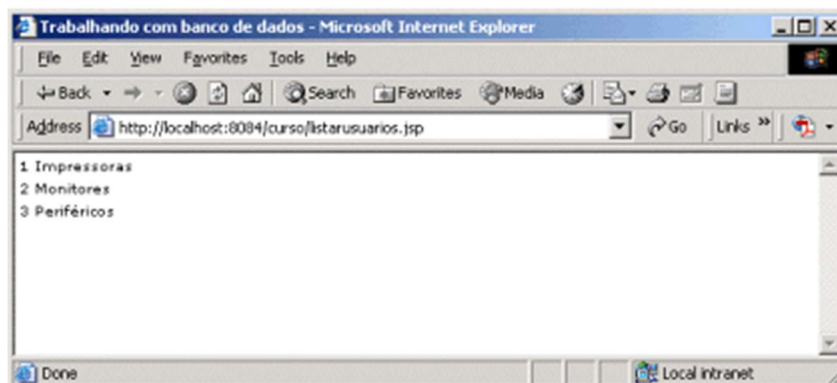 Trabalhando com banco de dados - Microsoft Internet Explorer
File Edit View Favorites Tools Help
Back Search Favorites Media
Address http://localhost:8084/curso/listarusuarios.jsp Go Links »
1 Impressoras
2 Monitores
3 Periféricos
Done Local intranet